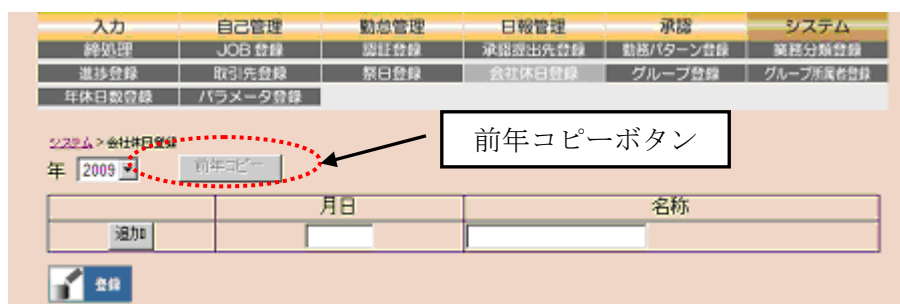 入力 自己管理 勤怠管理 日報管理 承認 システム
締処理 JOB登録 認証登録 承認提出先登録 勤務パターン登録 業務分類登録
進捗登録 取引先登録 祭日登録 会社休日登録 グループ登録 グループ所属者登録
年休日数登録 パラメータ登録
システム > 会社休日登録
前年コピーボタン
年 2009 前年コピー
月日 名称
追加
登録